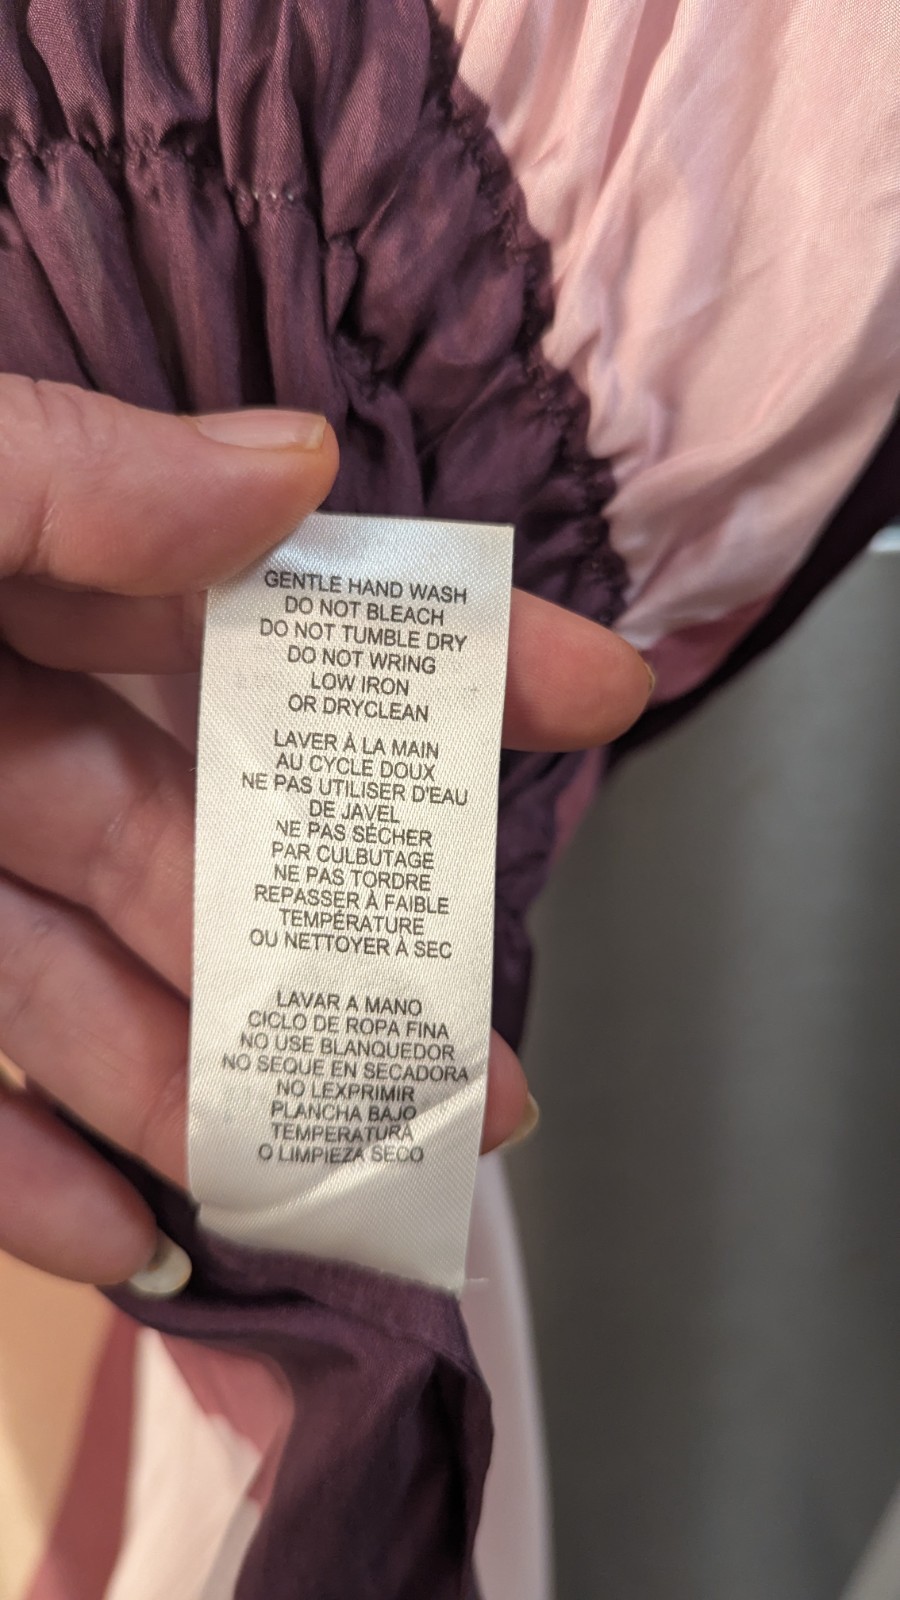 GENTLE HAND WASH
DO NOT BLEACH
DO NOT TUMBLE DRY
DO NOT WRING
LOW IRON
OR DRYCLEAN
LAVER À LA MAIN
AU CYCLE DOUX
NE PAS UTILISER D'EAU
DE JAVEL
NE PAS SÉCHER
PAR CULBUTAGE
NE PAS TORDRE
REPASSER À FAIBLE
TEMPÉRATURE
OU NETTOYER À SEC
LAVAR A MANO
CICLO DE ROPA FINA
NO USE BLANQUEDOR
NO SEQUE EN SECADORA
NO LEXPRIMIR
PLANCHA BAJO
TEMPERATURA
O LIMPIEZA SECO